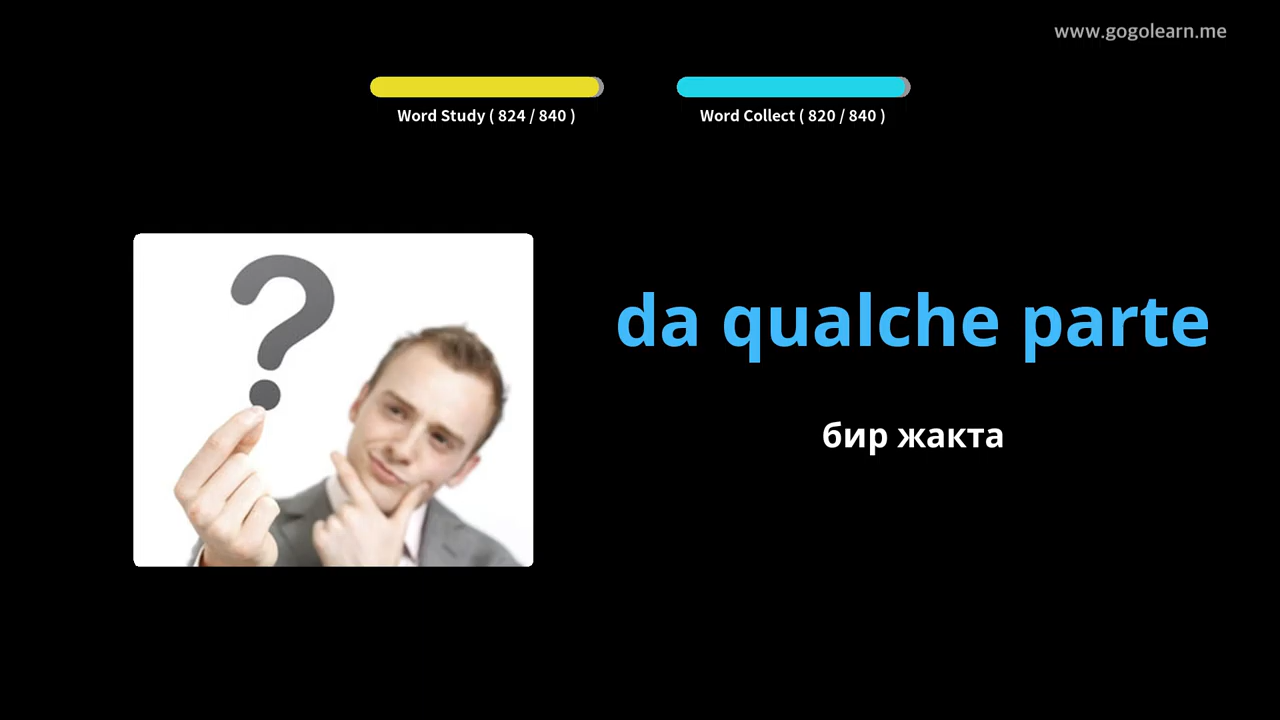 www.gogolearn.me
Word Study ( 824 / 840 )
Word Collect ( 820 / 840 )
?
da qualche parte
бир жакта